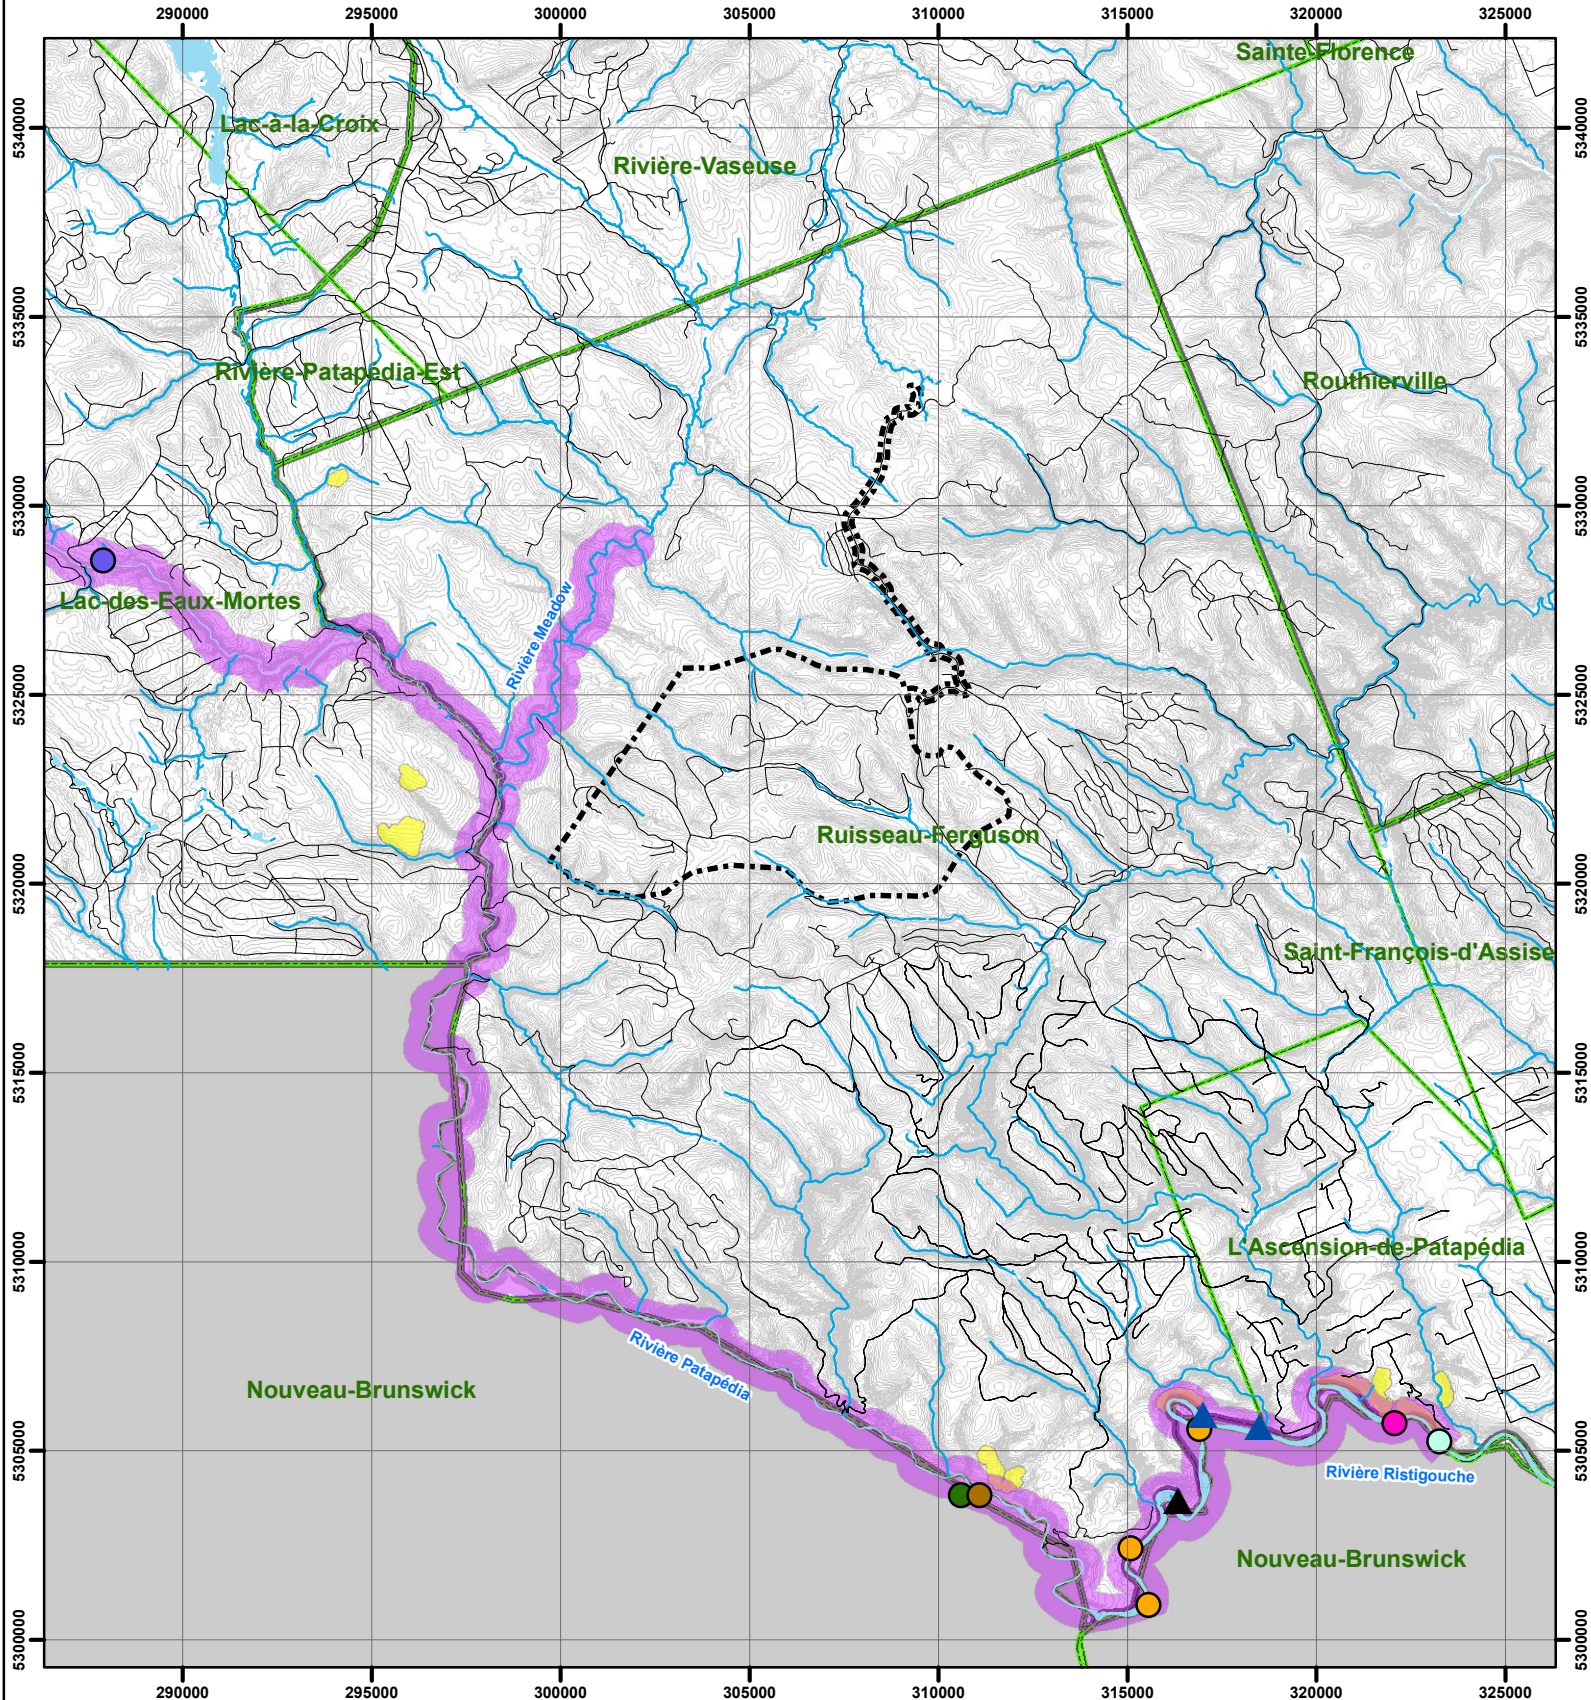 290000 295000 300000 305000 310000 315000 320000 325000
Sainte-Florence
5340000 5340000
Lac-à-la-Croix
Rivière-Vaseuse
5335000 5335000
Rivière-Patapédia-Est
Routhierville
5330000 5330000
Lac-des-Eaux-Mortes
Rivière Meadow
5325000 5325000
Ruisseau-Ferguson
5320000 5320000
Saint-François-d'Assise
5315000 5315000
L'Ascension-de-Patapédia
5310000 5310000
Rivière Patapédia
Nouveau-Brunswick
5305000 5305000
Rivière Ristigouche
Nouveau-Brunswick
5300000 5300000
290000 295000 300000 305000 310000 315000 320000 325000